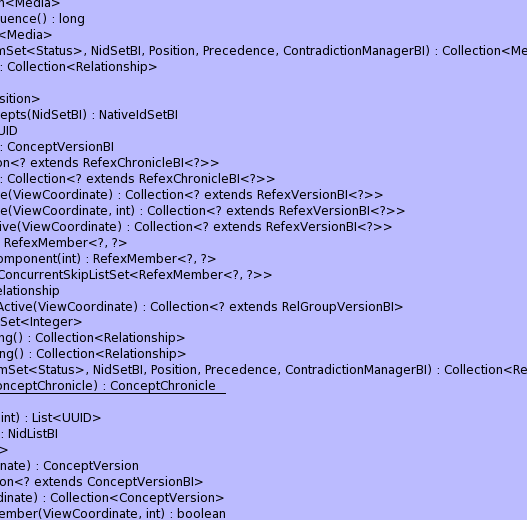 n<Media>
uence() : long
<Media>
mSet<Status>, NidSetBI, Position, Precedence, ContradictionManagerBI) : Collection<Me
: Collection<Relationship>
sition>
epts(NidSetBI) : NativeIdSetBI
UID
: ConceptVersionBI
on<? extends RefexChronicleBI<?>>
: Collection<? extends RefexChronicleBI<?>>
e(ViewCoordinate) : Collection<? extends RefexVersionBI<?>>
e(ViewCoordinate, int) : Collection<? extends RefexVersionBI<?>>
ive(ViewCoordinate) : Collection<? extends RefexVersionBI<?>>
RefexMember<?, ?>
omponent(int) : RefexMember<?, ?>
ConcurrentSkipListSet<RefexMember<?, ?>>
elationship
Active(ViewCoordinate) : Collection<? extends RelGroupVersionBI>
Set<Integer>
ng() : Collection<Relationship>
ng() : Collection<Relationship>
mSet<Status>, NidSetBI, Position, Precedence, ContradictionManagerBI) : Collection<Re
onceptChronicle) : ConceptChronicle
int) : List<UUID>
: NidListBI
>
nate) : ConceptVersion
on<? extends ConceptVersionBI>
dinate) : Collection<ConceptVersion>
ember(ViewCoordinate, int) : boolean